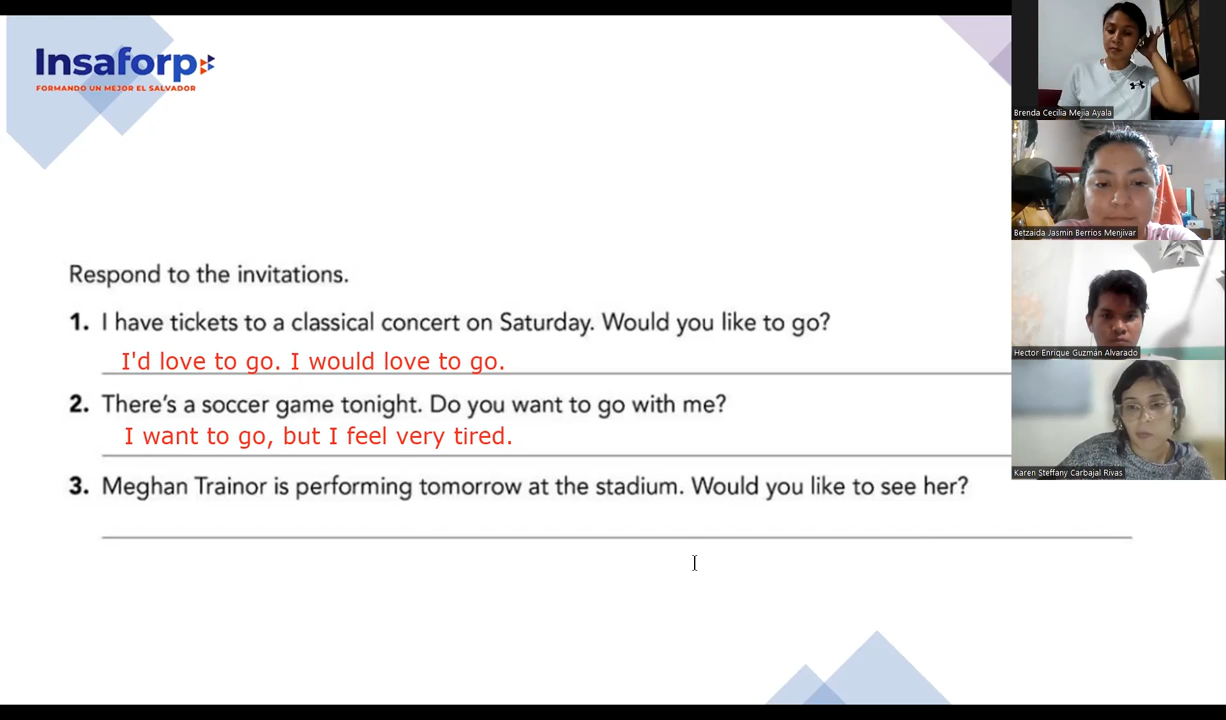 Insaforp
FORMANDO UN MEJOR EL SALVADOR
Respond to the invitations.
1. I have tickets to a classical concert on Saturday. Would you like to go?
I'd love to go. I would love to go.
2. There's a soccer game tonight. Do you want to go with me?
I want to go, but I feel very tired.
3. Meghan Trainor is performing tomorrow at the stadium. Would you like to see her?
Brenda Cecilia Mejia Ayala
Betzaida Jasmin Berrios Menjivar
Hector Enrique Guzmán Alvarado
Karen Steffany Carbajal Rivas